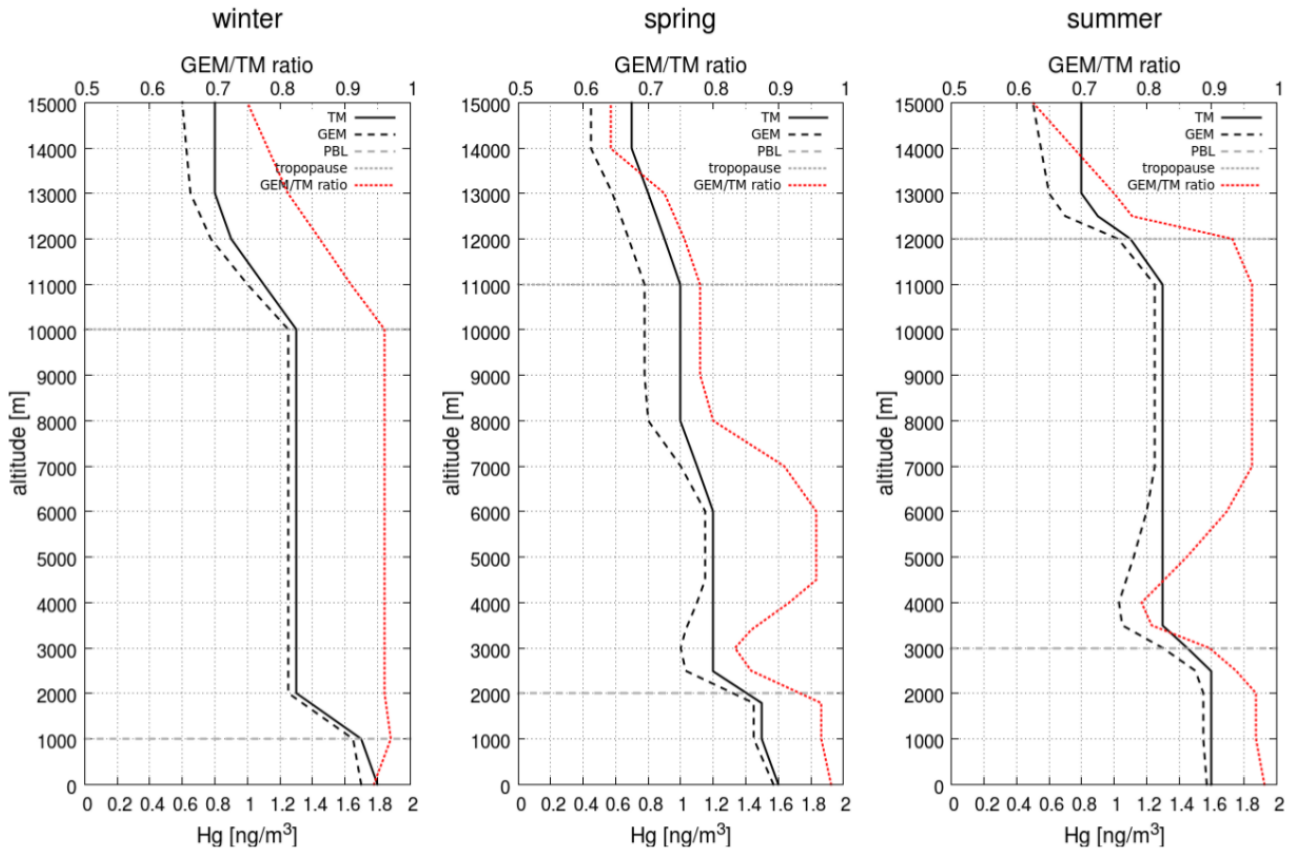 winter
GEM/TM ratio
0.5 0.6 0.7 0.8 0.9 1
15000
14000
13000
12000
11000
10000
9000
8000
7000
6000
5000
4000
3000
2000
1000
0
altitude [m]
TM
GEM
PBL
tropopause
GEM/TM ratio
0 0.2 0.4 0.6 0.8 1 1.2 1.4 1.6 1.8 2
Hg [ng/m³]
spring
GEM/TM ratio
0.5 0.6 0.7 0.8 0.9 1
15000
14000
13000
12000
11000
10000
9000
8000
7000
6000
5000
4000
3000
2000
1000
0
altitude [m]
TM
GEM
PBL
tropopause
GEM/TM ratio
0 0.2 0.4 0.6 0.8 1 1.2 1.4 1.6 1.8 2
Hg [ng/m³]
summer
GEM/TM ratio
0.5 0.6 0.7 0.8 0.9 1
15000
14000
13000
12000
11000
10000
9000
8000
7000
6000
5000
4000
3000
2000
1000
0
altitude [m]
TM
GEM
PBL
tropopause
GEM/TM ratio
0 0.2 0.4 0.6 0.8 1 1.2 1.4 1.6 1.8 2
Hg [ng/m³]